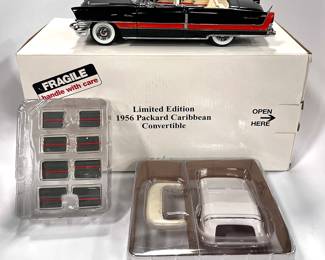 FRAGILE
handle with care
Limited Edition
1956 Packard Caribbean
Convertible
OPEN
HERE